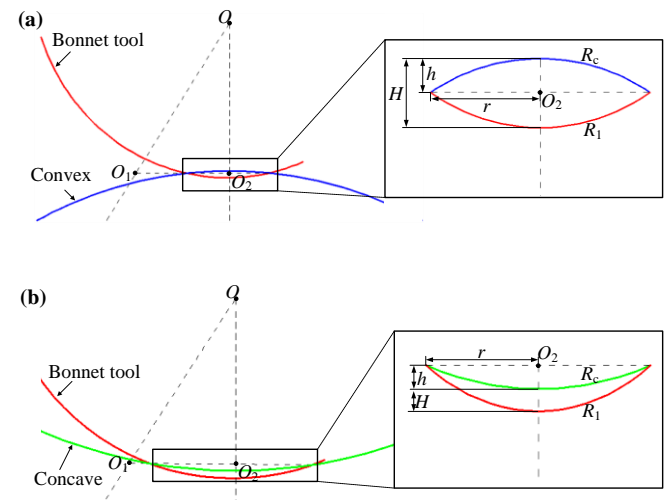 (a)
O
Bonnet tool
Convex
O1
O2
H
h
r
O2
Rc
R1
(b)
O
Bonnet tool
Concave
O1
O2
r
O2
h
H
Rc
R1